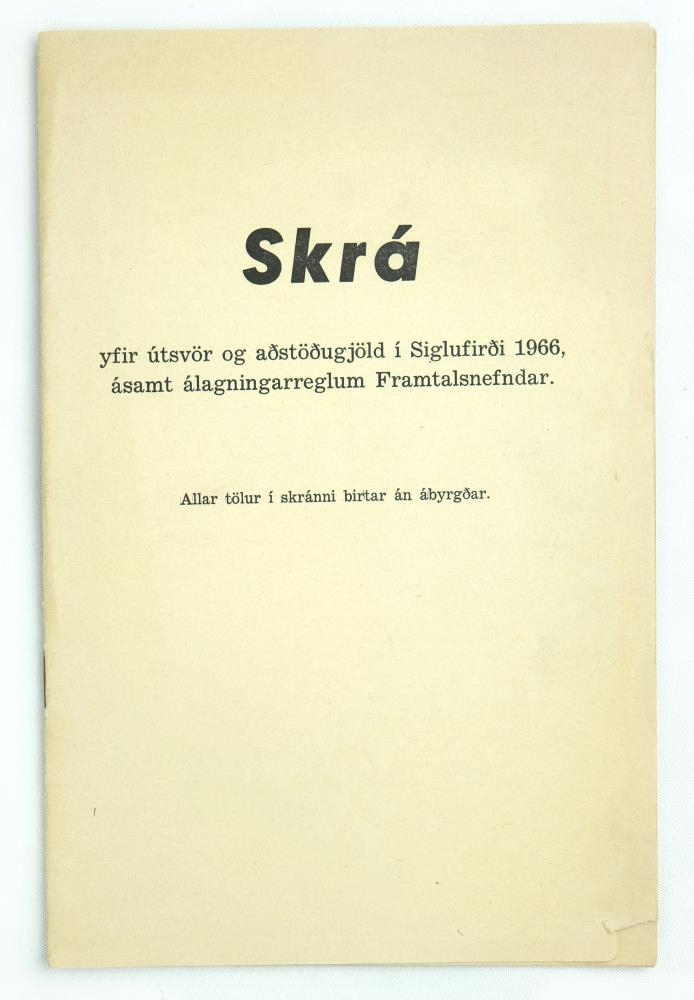 Skrá
yfir útsvör og aðstöðugjöld í Siglufirði 1966,
ásamt álagningarreglum Framtalsnefndar.
Allar tölur í skránni birtar án ábyrgðar.